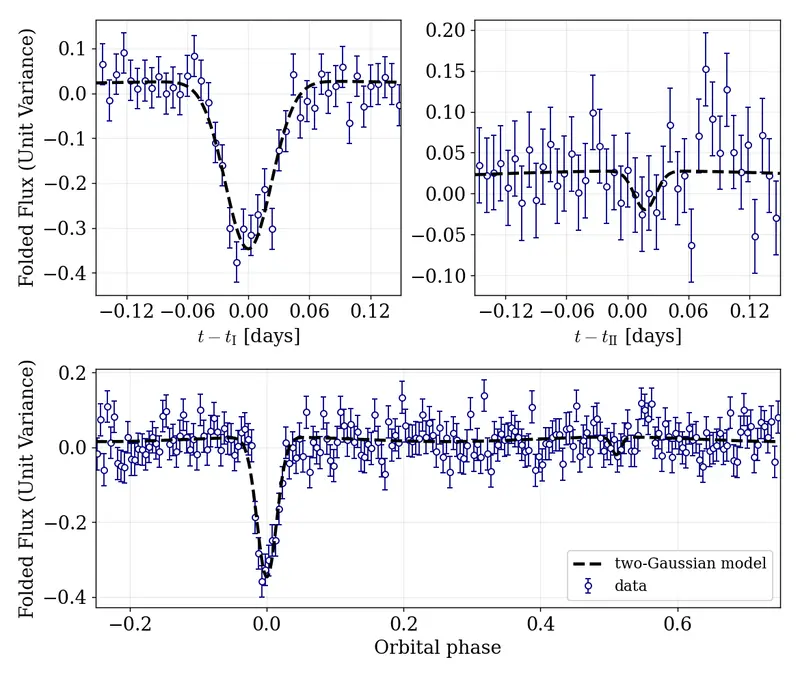 Folded Flux (Unit Variance)
0.1
0.0
−0.1
−0.2
−0.3
−0.4
−0.12 −0.06 0.00 0.06 0.12
t − tI [days]
0.20
0.15
0.10
0.05
0.00
−0.05
−0.10
−0.12 −0.06 0.00 0.06 0.12
t − tII [days]
Folded Flux (Unit Variance)
0.2
0.0
−0.2
−0.4
two-Gaussian model
data
−0.2 0.0 0.2 0.4 0.6
Orbital phase